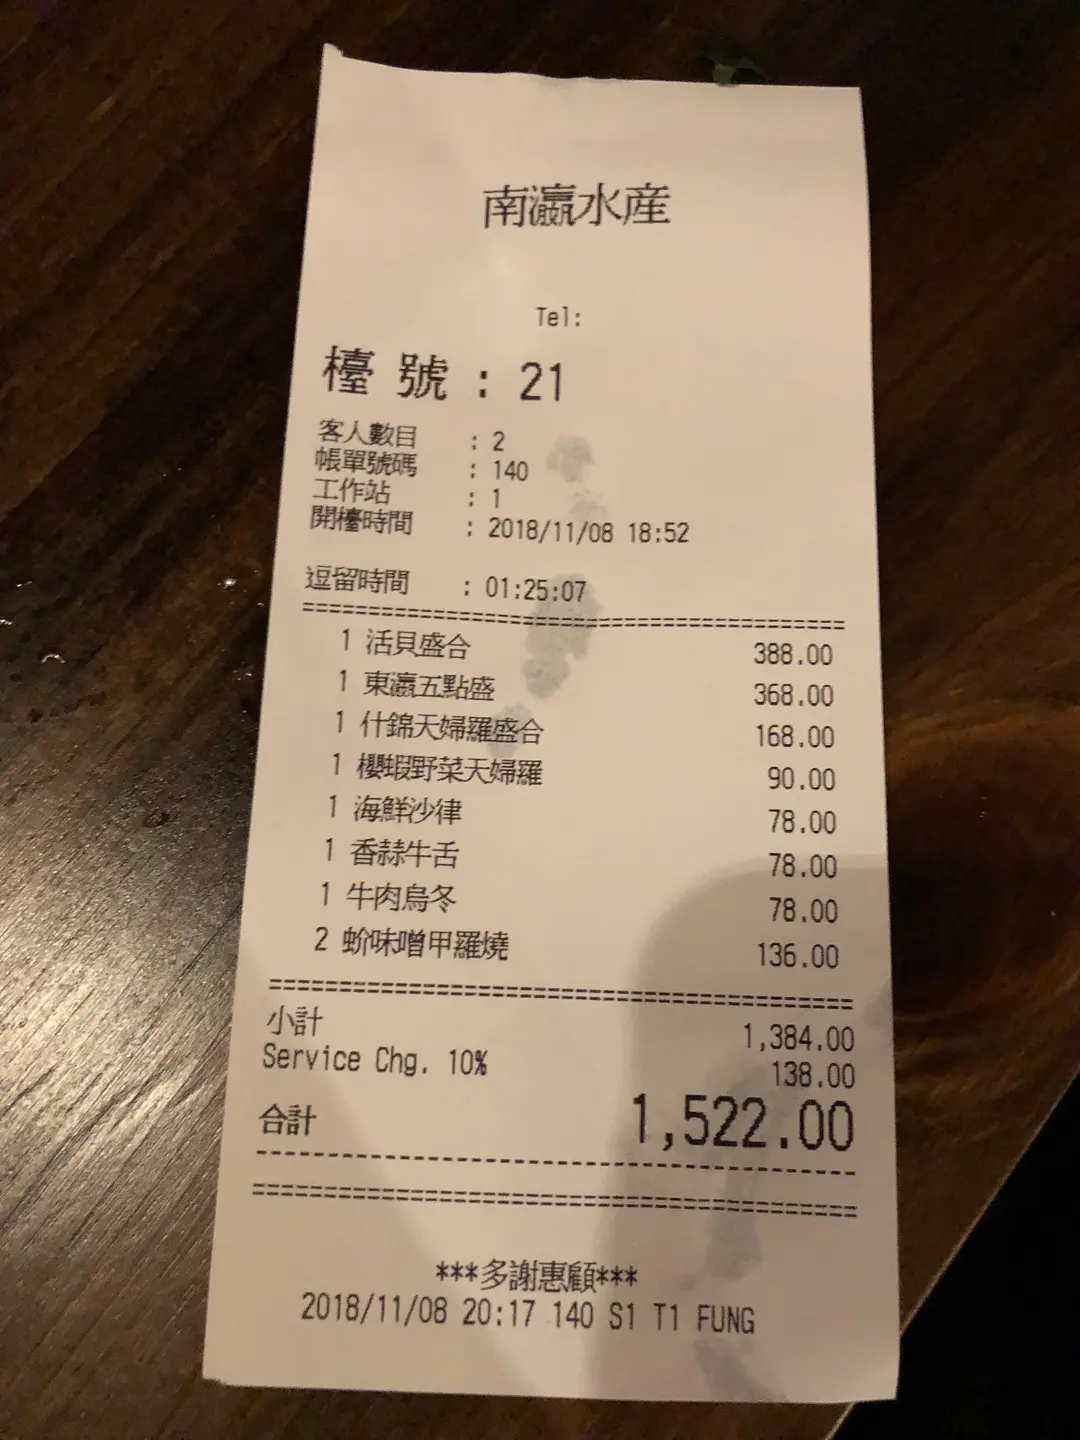 南瀛水産
Tel:
檯 號 : 21
客人數目 : 2
帳單號碼 : 140
工作站 : 1
開檯時間 : 2018/11/08 18:52
逗留時間 : 01:25:07
1 活貝盛合 388.00
1 東瀛五點盛 368.00
1 什錦天婦羅盛合 168.00
1 櫻蝦野菜天婦羅 90.00
1 海鮮沙律 78.00
1 香蒜牛舌 78.00
1 牛肉烏冬 78.00
2 蚧味噌甲羅燒 136.00
小計 1,384.00
Service Chg. 10% 138.00
合計 1,522.00
***多謝惠顧***
2018/11/08 20:17 140 S1 T1 FUNG